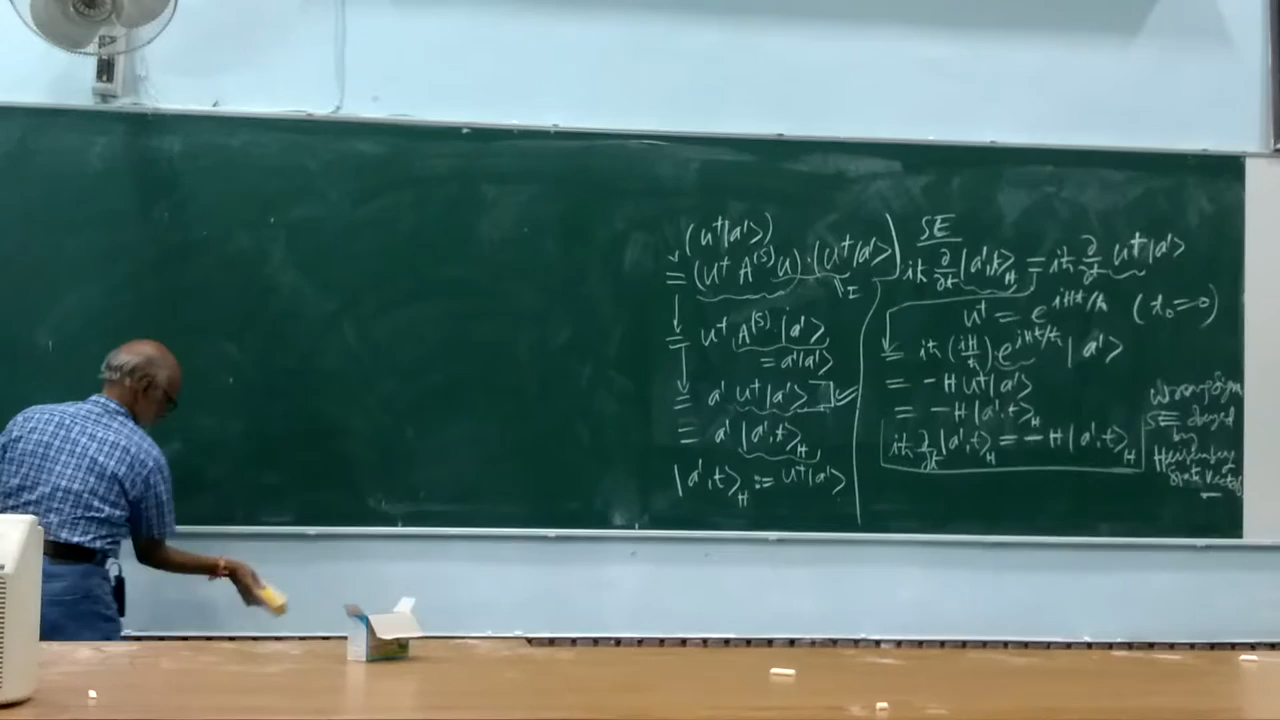 (u†|a'⟩)
= (u† A^(S) u)·(u†|a'⟩)
= I
= u† A^(S)·|a'⟩
= a'|a'⟩
= a' u†|a'⟩ ✓
= a' |a',t⟩_H
|a',t⟩_H := u†|a'⟩
SE
iħ ∂/∂t |a',t⟩_H = iħ ∂/∂t u†|a'⟩
u† = e^{iHt/ħ} (t₀=0)
= iħ (iH/ħ)·e^{iHt/ħ} |a'⟩
= -H u†|a'⟩
= -H |a',t⟩_H
iħ ∂/∂t |a',t⟩_H = -H |a',t⟩_H
Wrong sign
SE obeyed
by
Heisenberg
State Vectors